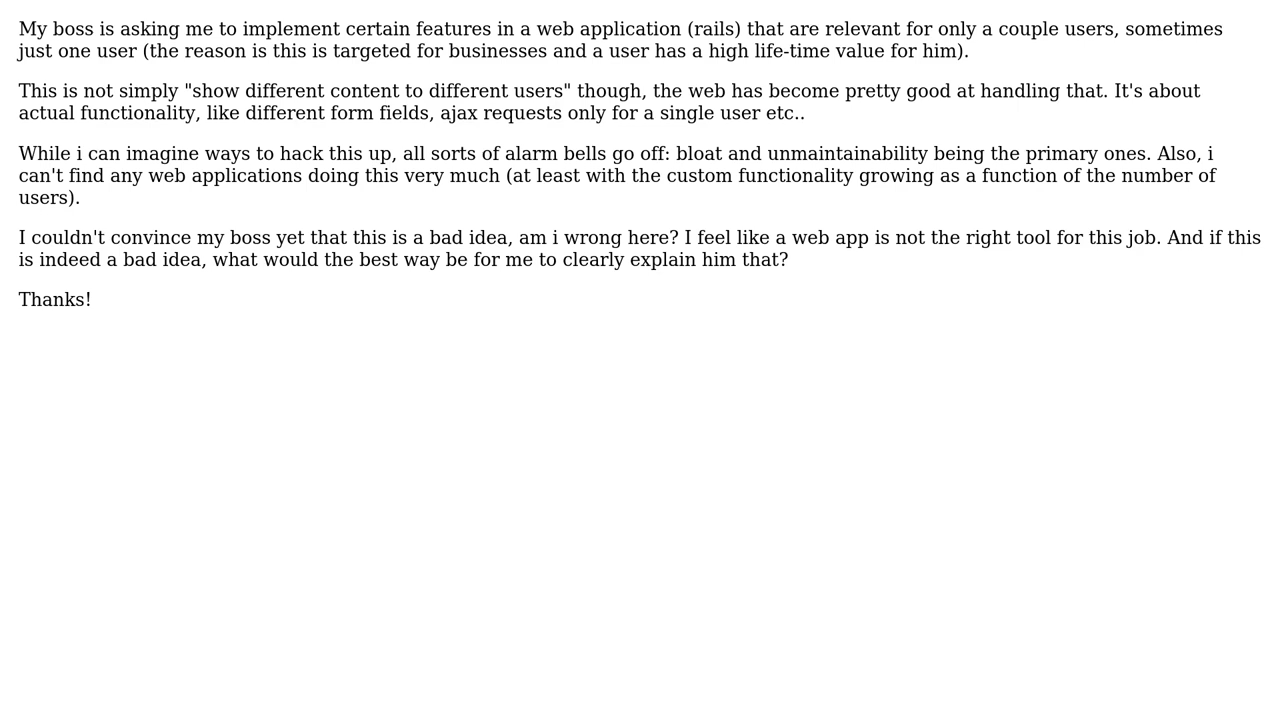 My boss is asking me to implement certain features in a web application (rails) that are relevant for only a couple users, sometimes
just one user (the reason is this is targeted for businesses and a user has a high life-time value for him).
This is not simply "show different content to different users" though, the web has become pretty good at handling that. It's about
actual functionality, like different form fields, ajax requests only for a single user etc..
While i can imagine ways to hack this up, all sorts of alarm bells go off: bloat and unmaintainability being the primary ones. Also, i
can't find any web applications doing this very much (at least with the custom functionality growing as a function of the number of
users).
I couldn't convince my boss yet that this is a bad idea, am i wrong here? I feel like a web app is not the right tool for this job. And if this
is indeed a bad idea, what would the best way be for me to clearly explain him that?
Thanks!